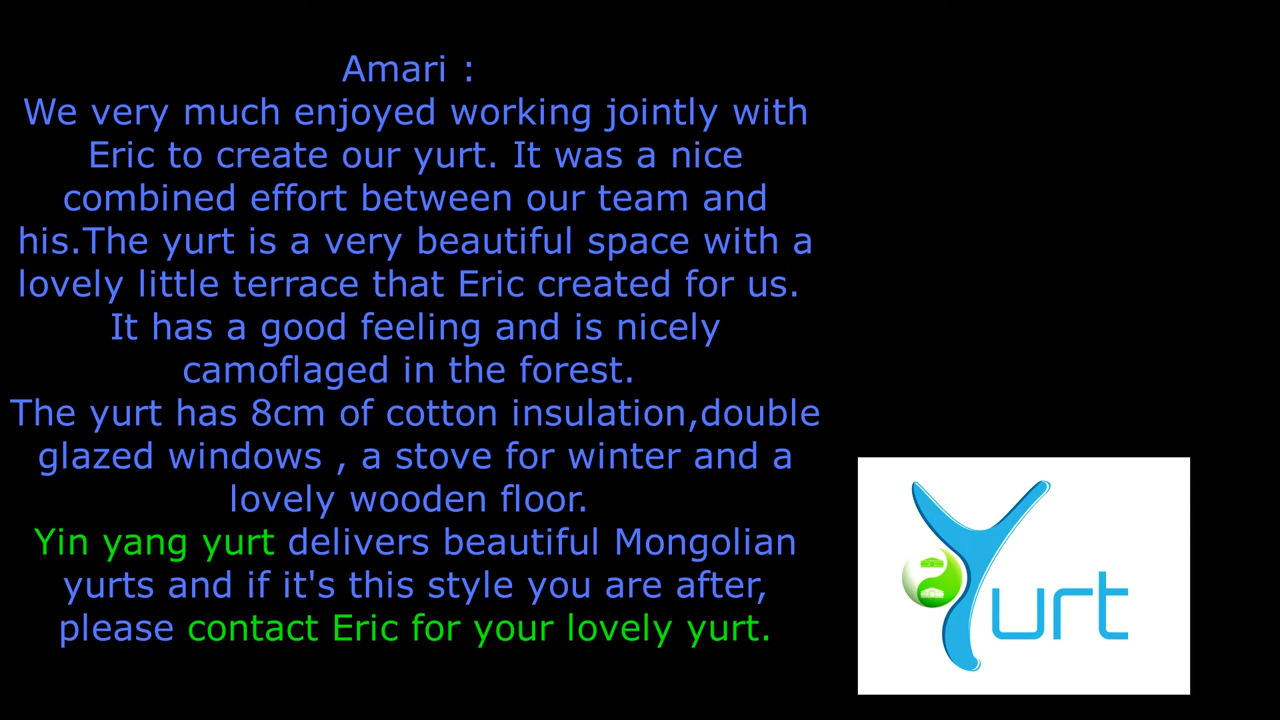 Amari :
We very much enjoyed working jointly with
Eric to create our yurt. It was a nice
combined effort between our team and
his.The yurt is a very beautiful space with a
lovely little terrace that Eric created for us.
It has a good feeling and is nicely
camoflaged in the forest.
The yurt has 8cm of cotton insulation,double
glazed windows , a stove for winter and a
lovely wooden floor.
Yin yang yurt delivers beautiful Mongolian
yurts and if it's this style you are after,
please contact Eric for your lovely yurt.
Yurt